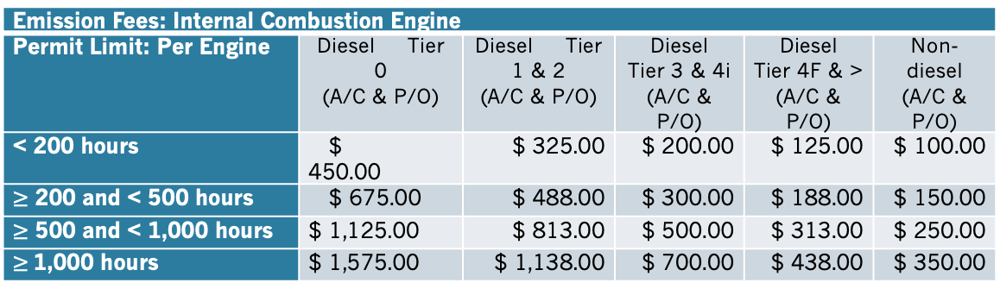 Emission Fees: Internal Combustion Engine
Permit Limit: Per Engine Diesel Tier Diesel Tier Diesel Diesel Non-
0 1 & 2 Tier 3 & 4i Tier 4F & > diesel
(A/C & P/O) (A/C & P/O) (A/C & (A/C & (A/C &
P/O) P/O) P/O)
< 200 hours $ $ 325.00 $ 200.00 $ 125.00 $ 100.00
450.00
≥ 200 and < 500 hours $ 675.00 $ 488.00 $ 300.00 $ 188.00 $ 150.00
≥ 500 and < 1,000 hours $ 1,125.00 $ 813.00 $ 500.00 $ 313.00 $ 250.00
≥ 1,000 hours $ 1,575.00 $ 1,138.00 $ 700.00 $ 438.00 $ 350.00